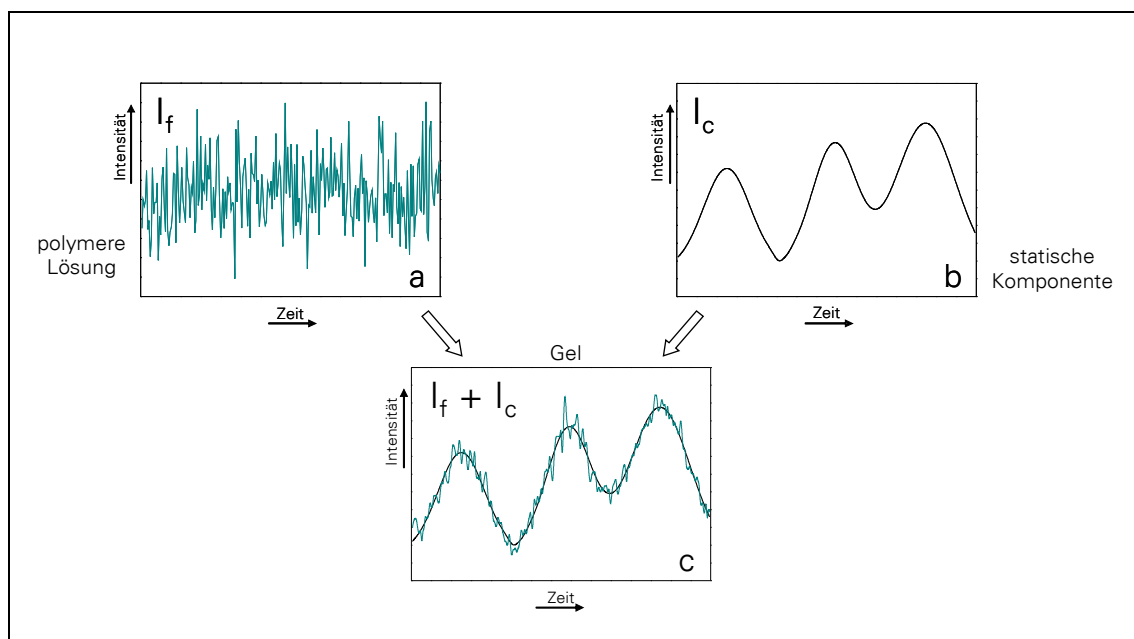 I_f
Intensität
polymere
Lösung
a
Zeit
I_c
Intensität
statische
Komponente
b
Zeit
Gel
I_f + I_c
Intensität
c
Zeit